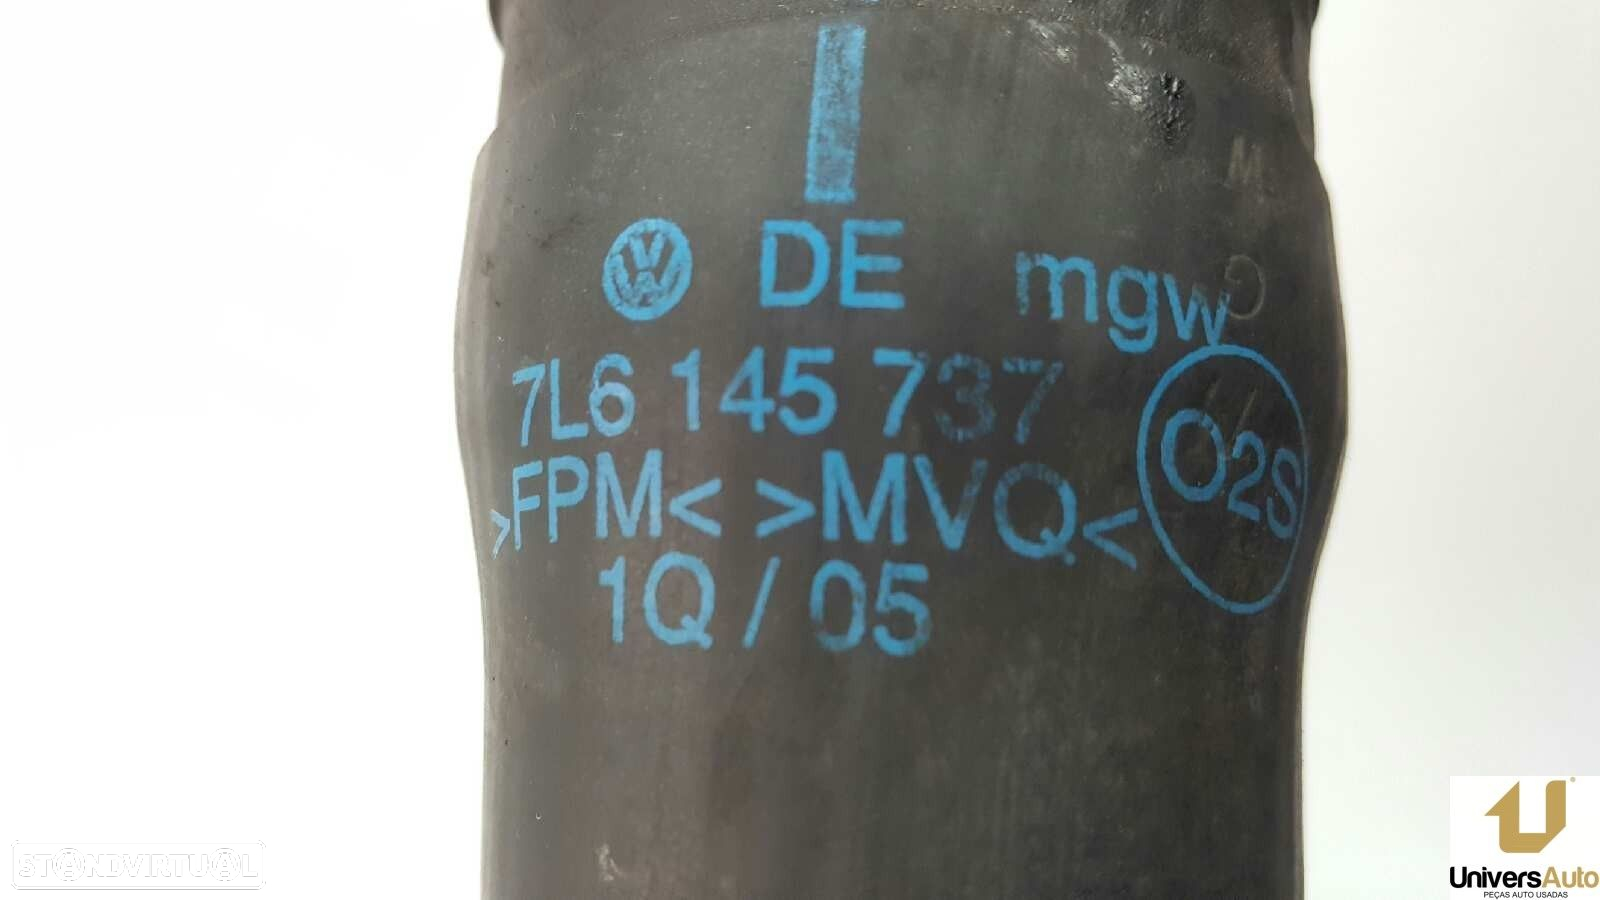 DE mgw
7L6 145 737
>FPM< >MVQ<
O2S
1Q / 05
STANDVIRTUAL
UniversAuto
PEÇAS AUTO USADAS